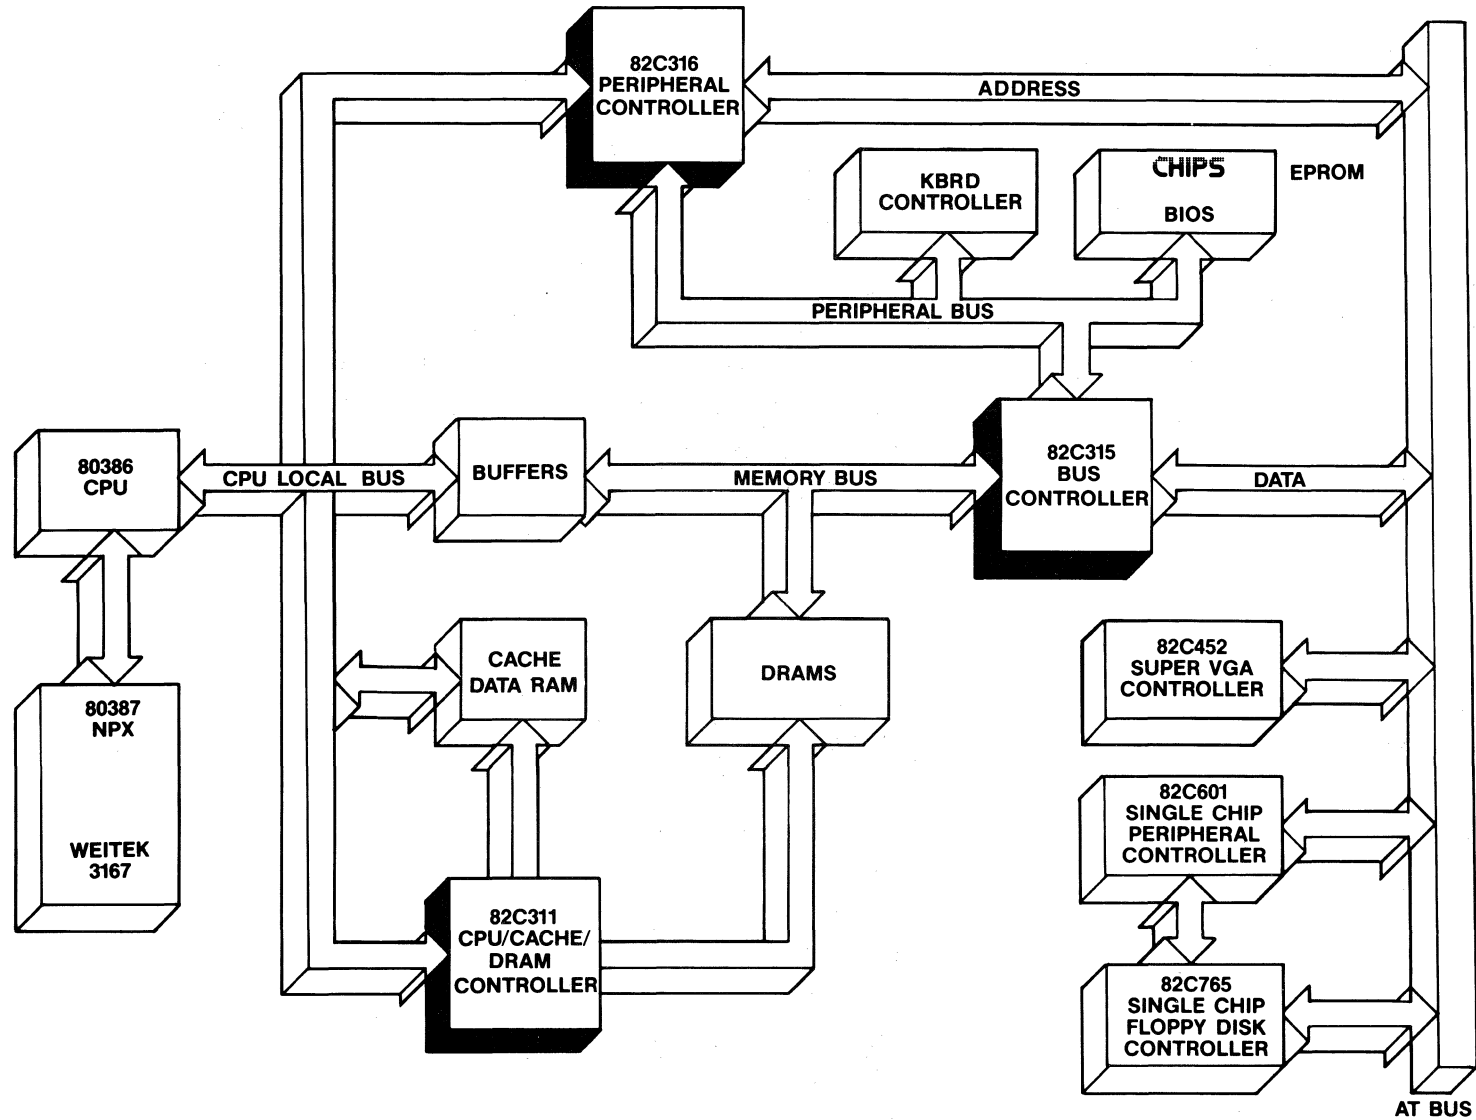 82C316
PERIPHERAL
CONTROLLER
ADDRESS
KBRD
CONTROLLER
CHIPS
BIOS
EPROM
PERIPHERAL BUS
80386
CPU
CPU LOCAL BUS
BUFFERS
MEMORY BUS
82C315
BUS
CONTROLLER
DATA
CACHE
DATA RAM
DRAMS
82C452
SUPER VGA
CONTROLLER
80387
NPX
WEITEK
3167
82C601
SINGLE CHIP
PERIPHERAL
CONTROLLER
82C311
CPU/CACHE/
DRAM
CONTROLLER
82C765
SINGLE CHIP
FLOPPY DISK
CONTROLLER
AT BUS